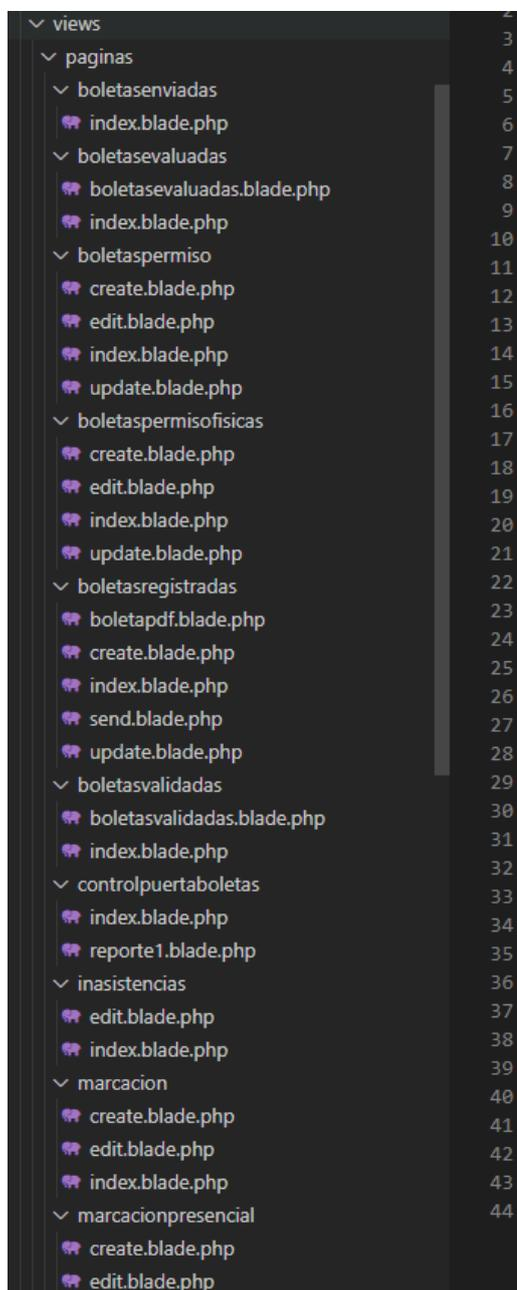 views
paginas
boletasenviadas
index.blade.php
boletasevaluadas
boletasevaluadas.blade.php
index.blade.php
boletaspermiso
create.blade.php
edit.blade.php
index.blade.php
update.blade.php
boletaspermisofisicas
create.blade.php
edit.blade.php
index.blade.php
update.blade.php
boletasregistradas
boletapdf.blade.php
create.blade.php
index.blade.php
send.blade.php
update.blade.php
boletasvalidadas
boletasvalidadas.blade.php
index.blade.php
controlpuertaboletas
index.blade.php
reporte1.blade.php
inasistencias
edit.blade.php
index.blade.php
marcacion
create.blade.php
edit.blade.php
index.blade.php
marcacionpresencial
create.blade.php
edit.blade.php
2
3
4
5
6
7
8
9
10
11
12
13
14
15
16
17
18
19
20
21
22
23
24
25
26
27
28
29
30
31
32
33
34
35
36
37
38
39
40
41
42
43
44